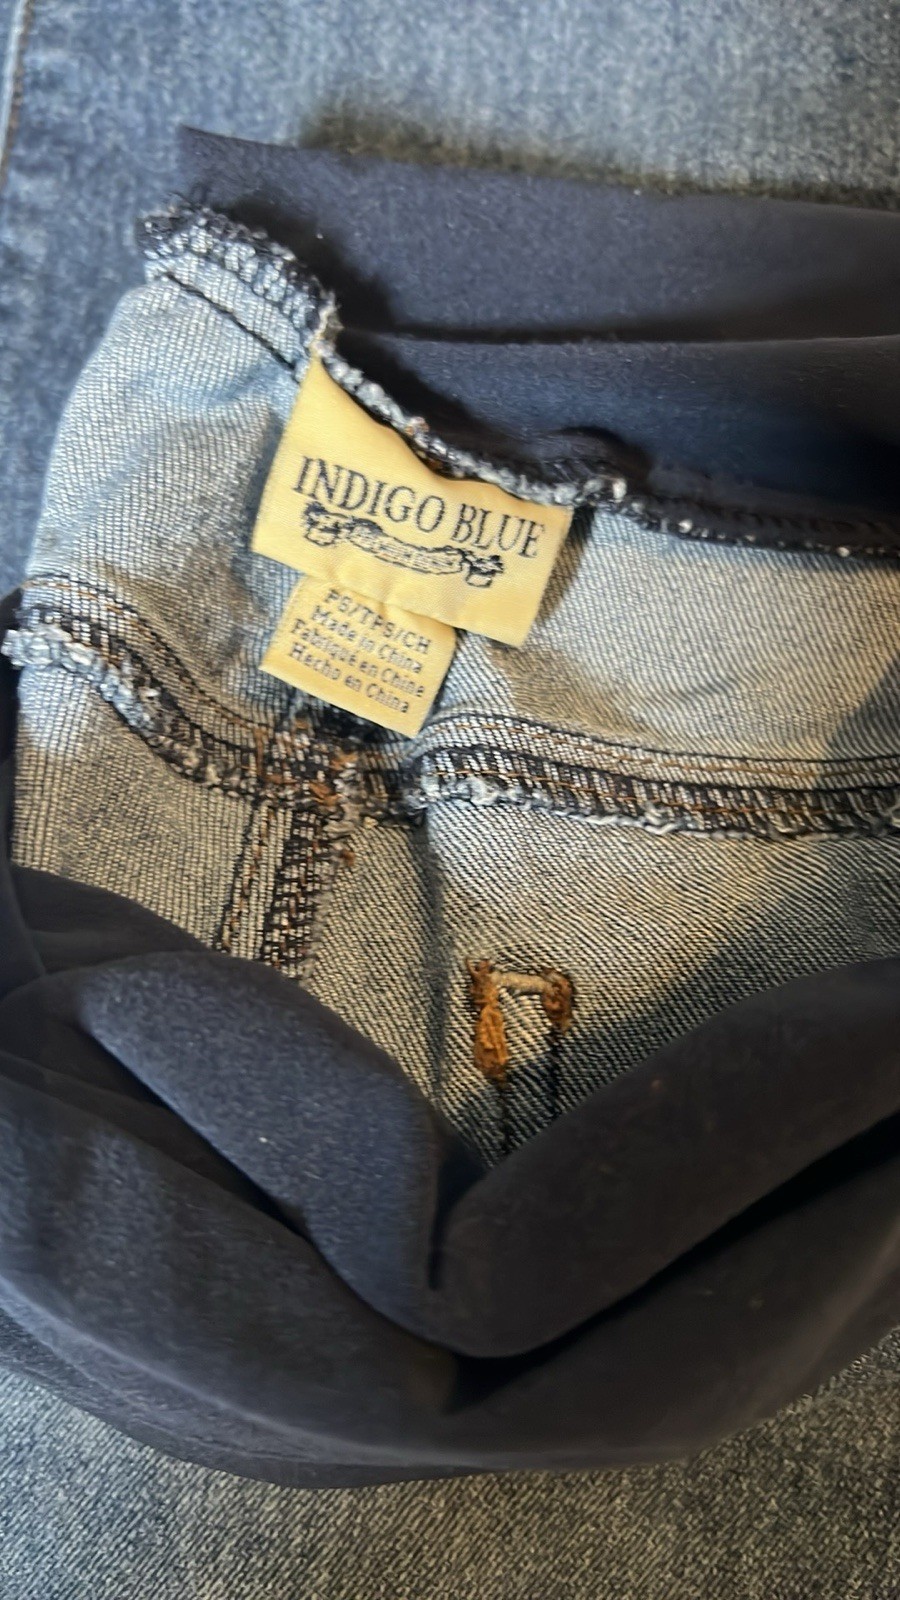 INDIGO BLUE
PS/TPS/CH
Made in China
Fabriqué en Chine
Hecho en China